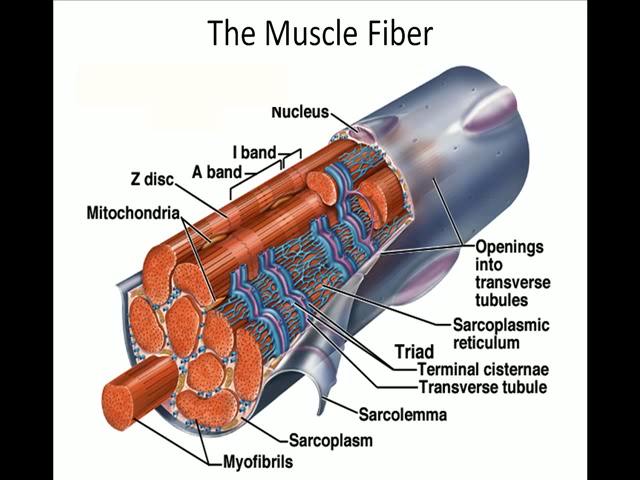 The Muscle Fiber
Nucleus
I band
A band
Z disc
Mitochondria
Openings
into
transverse
tubules
Sarcoplasmic
reticulum
Triad
Terminal cisternae
Transverse tubule
Sarcolemma
Sarcoplasm
Myofibrils